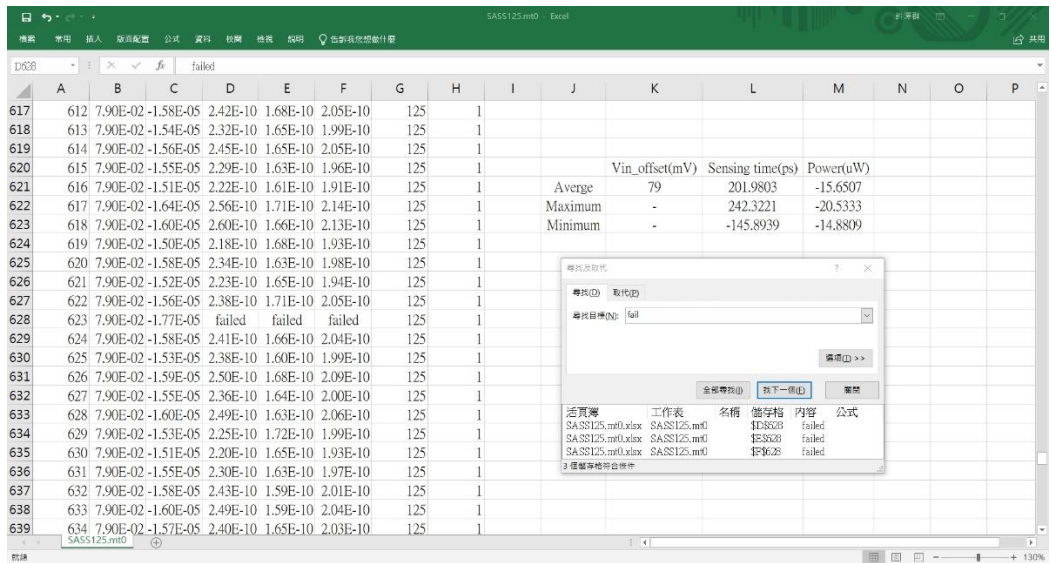 SASS125.mt0 - Excel
許澤群
檔案 常用 插入 版面配置 公式 資料 校閱 檢視 說明 告訴我您想做什麼 共用
D628 fx failed
A B C D E F G H I J K L M N O P
617 612 7.90E-02 -1.58E-05 2.42E-10 1.68E-10 2.05E-10 125 1
618 613 7.90E-02 -1.54E-05 2.32E-10 1.65E-10 1.99E-10 125 1
619 614 7.90E-02 -1.56E-05 2.45E-10 1.65E-10 2.05E-10 125 1
620 615 7.90E-02 -1.55E-05 2.29E-10 1.63E-10 1.96E-10 125 1 Vin_offset(mV) Sensing time(ps) Power(uW)
621 616 7.90E-02 -1.51E-05 2.22E-10 1.61E-10 1.91E-10 125 1 Averge 79 201.9803 -15.6507
622 617 7.90E-02 -1.64E-05 2.56E-10 1.71E-10 2.14E-10 125 1 Maximum - 242.3221 -20.5333
623 618 7.90E-02 -1.60E-05 2.60E-10 1.66E-10 2.13E-10 125 1 Minimum - -145.8939 -14.8809
624 619 7.90E-02 -1.50E-05 2.18E-10 1.68E-10 1.93E-10 125 1
625 620 7.90E-02 -1.58E-05 2.34E-10 1.63E-10 1.98E-10 125 1
626 621 7.90E-02 -1.52E-05 2.23E-10 1.65E-10 1.94E-10 125 1
627 622 7.90E-02 -1.56E-05 2.38E-10 1.71E-10 2.05E-10 125 1
628 623 7.90E-02 -1.77E-05 failed failed failed 125 1
629 624 7.90E-02 -1.58E-05 2.41E-10 1.66E-10 2.04E-10 125 1
630 625 7.90E-02 -1.53E-05 2.38E-10 1.60E-10 1.99E-10 125 1
631 626 7.90E-02 -1.59E-05 2.50E-10 1.68E-10 2.09E-10 125 1
632 627 7.90E-02 -1.55E-05 2.36E-10 1.64E-10 2.00E-10 125 1
633 628 7.90E-02 -1.60E-05 2.49E-10 1.63E-10 2.06E-10 125 1
634 629 7.90E-02 -1.53E-05 2.25E-10 1.72E-10 1.99E-10 125 1
635 630 7.90E-02 -1.51E-05 2.20E-10 1.65E-10 1.93E-10 125 1
636 631 7.90E-02 -1.55E-05 2.30E-10 1.63E-10 1.97E-10 125 1
637 632 7.90E-02 -1.58E-05 2.43E-10 1.59E-10 2.01E-10 125 1
638 633 7.90E-02 -1.60E-05 2.49E-10 1.59E-10 2.04E-10 125 1
639 634 7.90E-02 -1.57E-05 2.40E-10 1.65E-10 2.03E-10 125 1
尋找及取代 ?
尋找(D) 取代(P)
尋找目標(N): fail
選項(T) >>
全部尋找(I) 找下一個(F) 關閉
活頁簿 工作表 名稱 儲存格 內容 公式
SASS125.mt0.xlsx SASS125.mt0 $D$628 failed
SASS125.mt0.xlsx SASS125.mt0 $E$628 failed
SASS125.mt0.xlsx SASS125.mt0 $F$628 failed
3 個儲存格符合條件
SASS125.mt0
就緒 130%